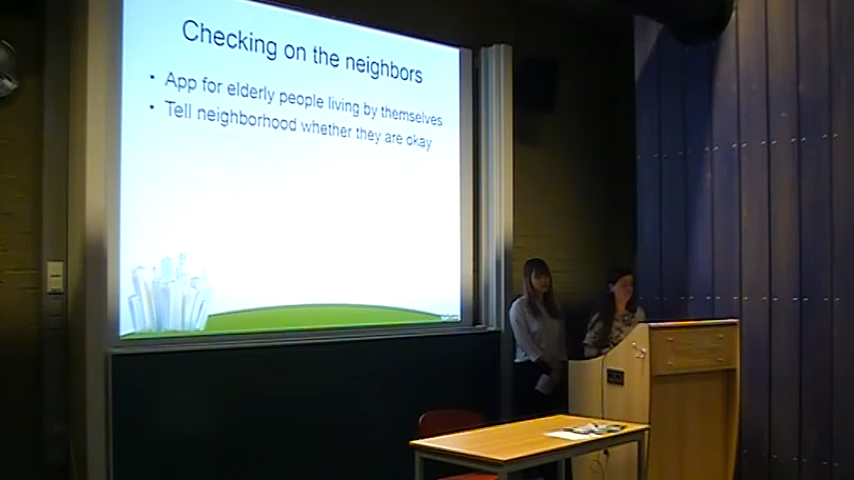 Checking on the neighbors
• App for elderly people living by themselves
• Tell neighborhood whether they are okay